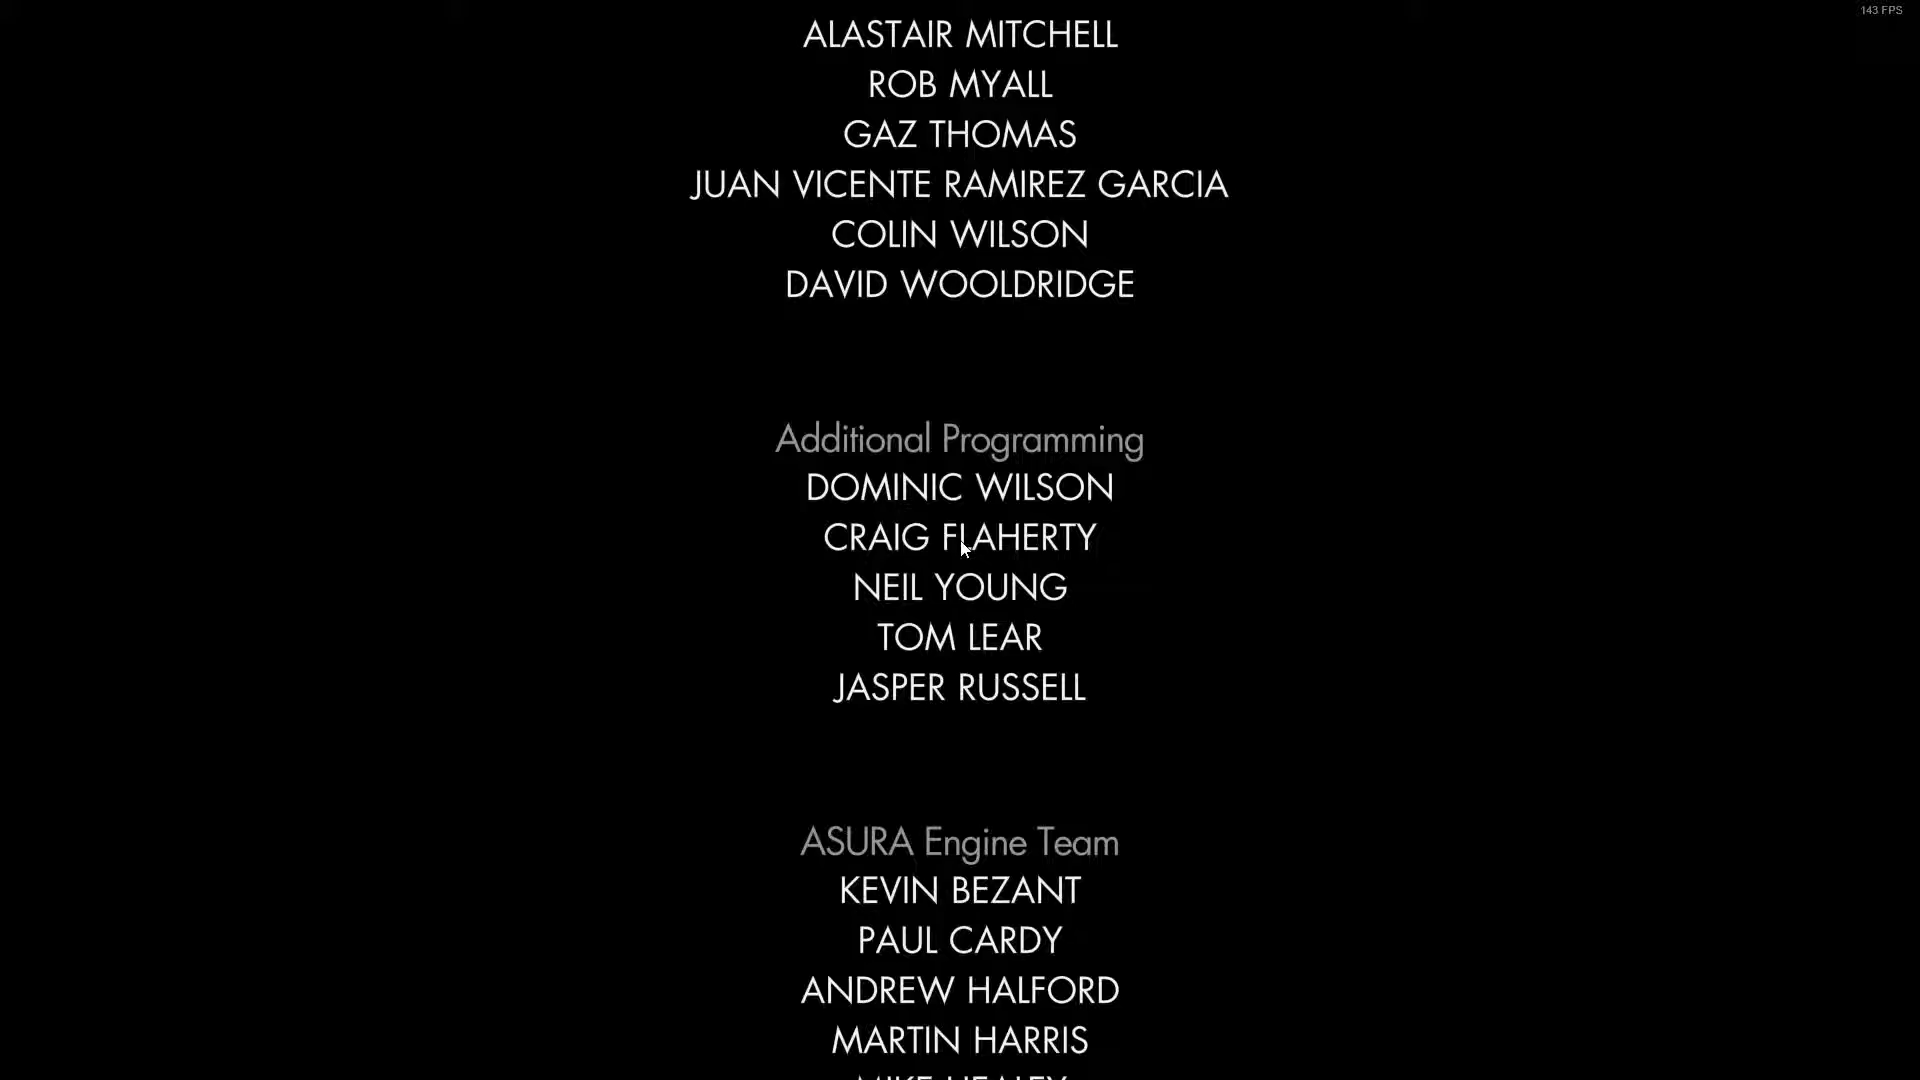 143 FPS
ALASTAIR MITCHELL
ROB MYALL
GAZ THOMAS
JUAN VICENTE RAMIREZ GARCIA
COLIN WILSON
DAVID WOOLDRIDGE
Additional Programming
DOMINIC WILSON
CRAIG FLAHERTY
NEIL YOUNG
TOM LEAR
JASPER RUSSELL
ASURA Engine Team
KEVIN BEZANT
PAUL CARDY
ANDREW HALFORD
MARTIN HARRIS
MIKE HEALEY